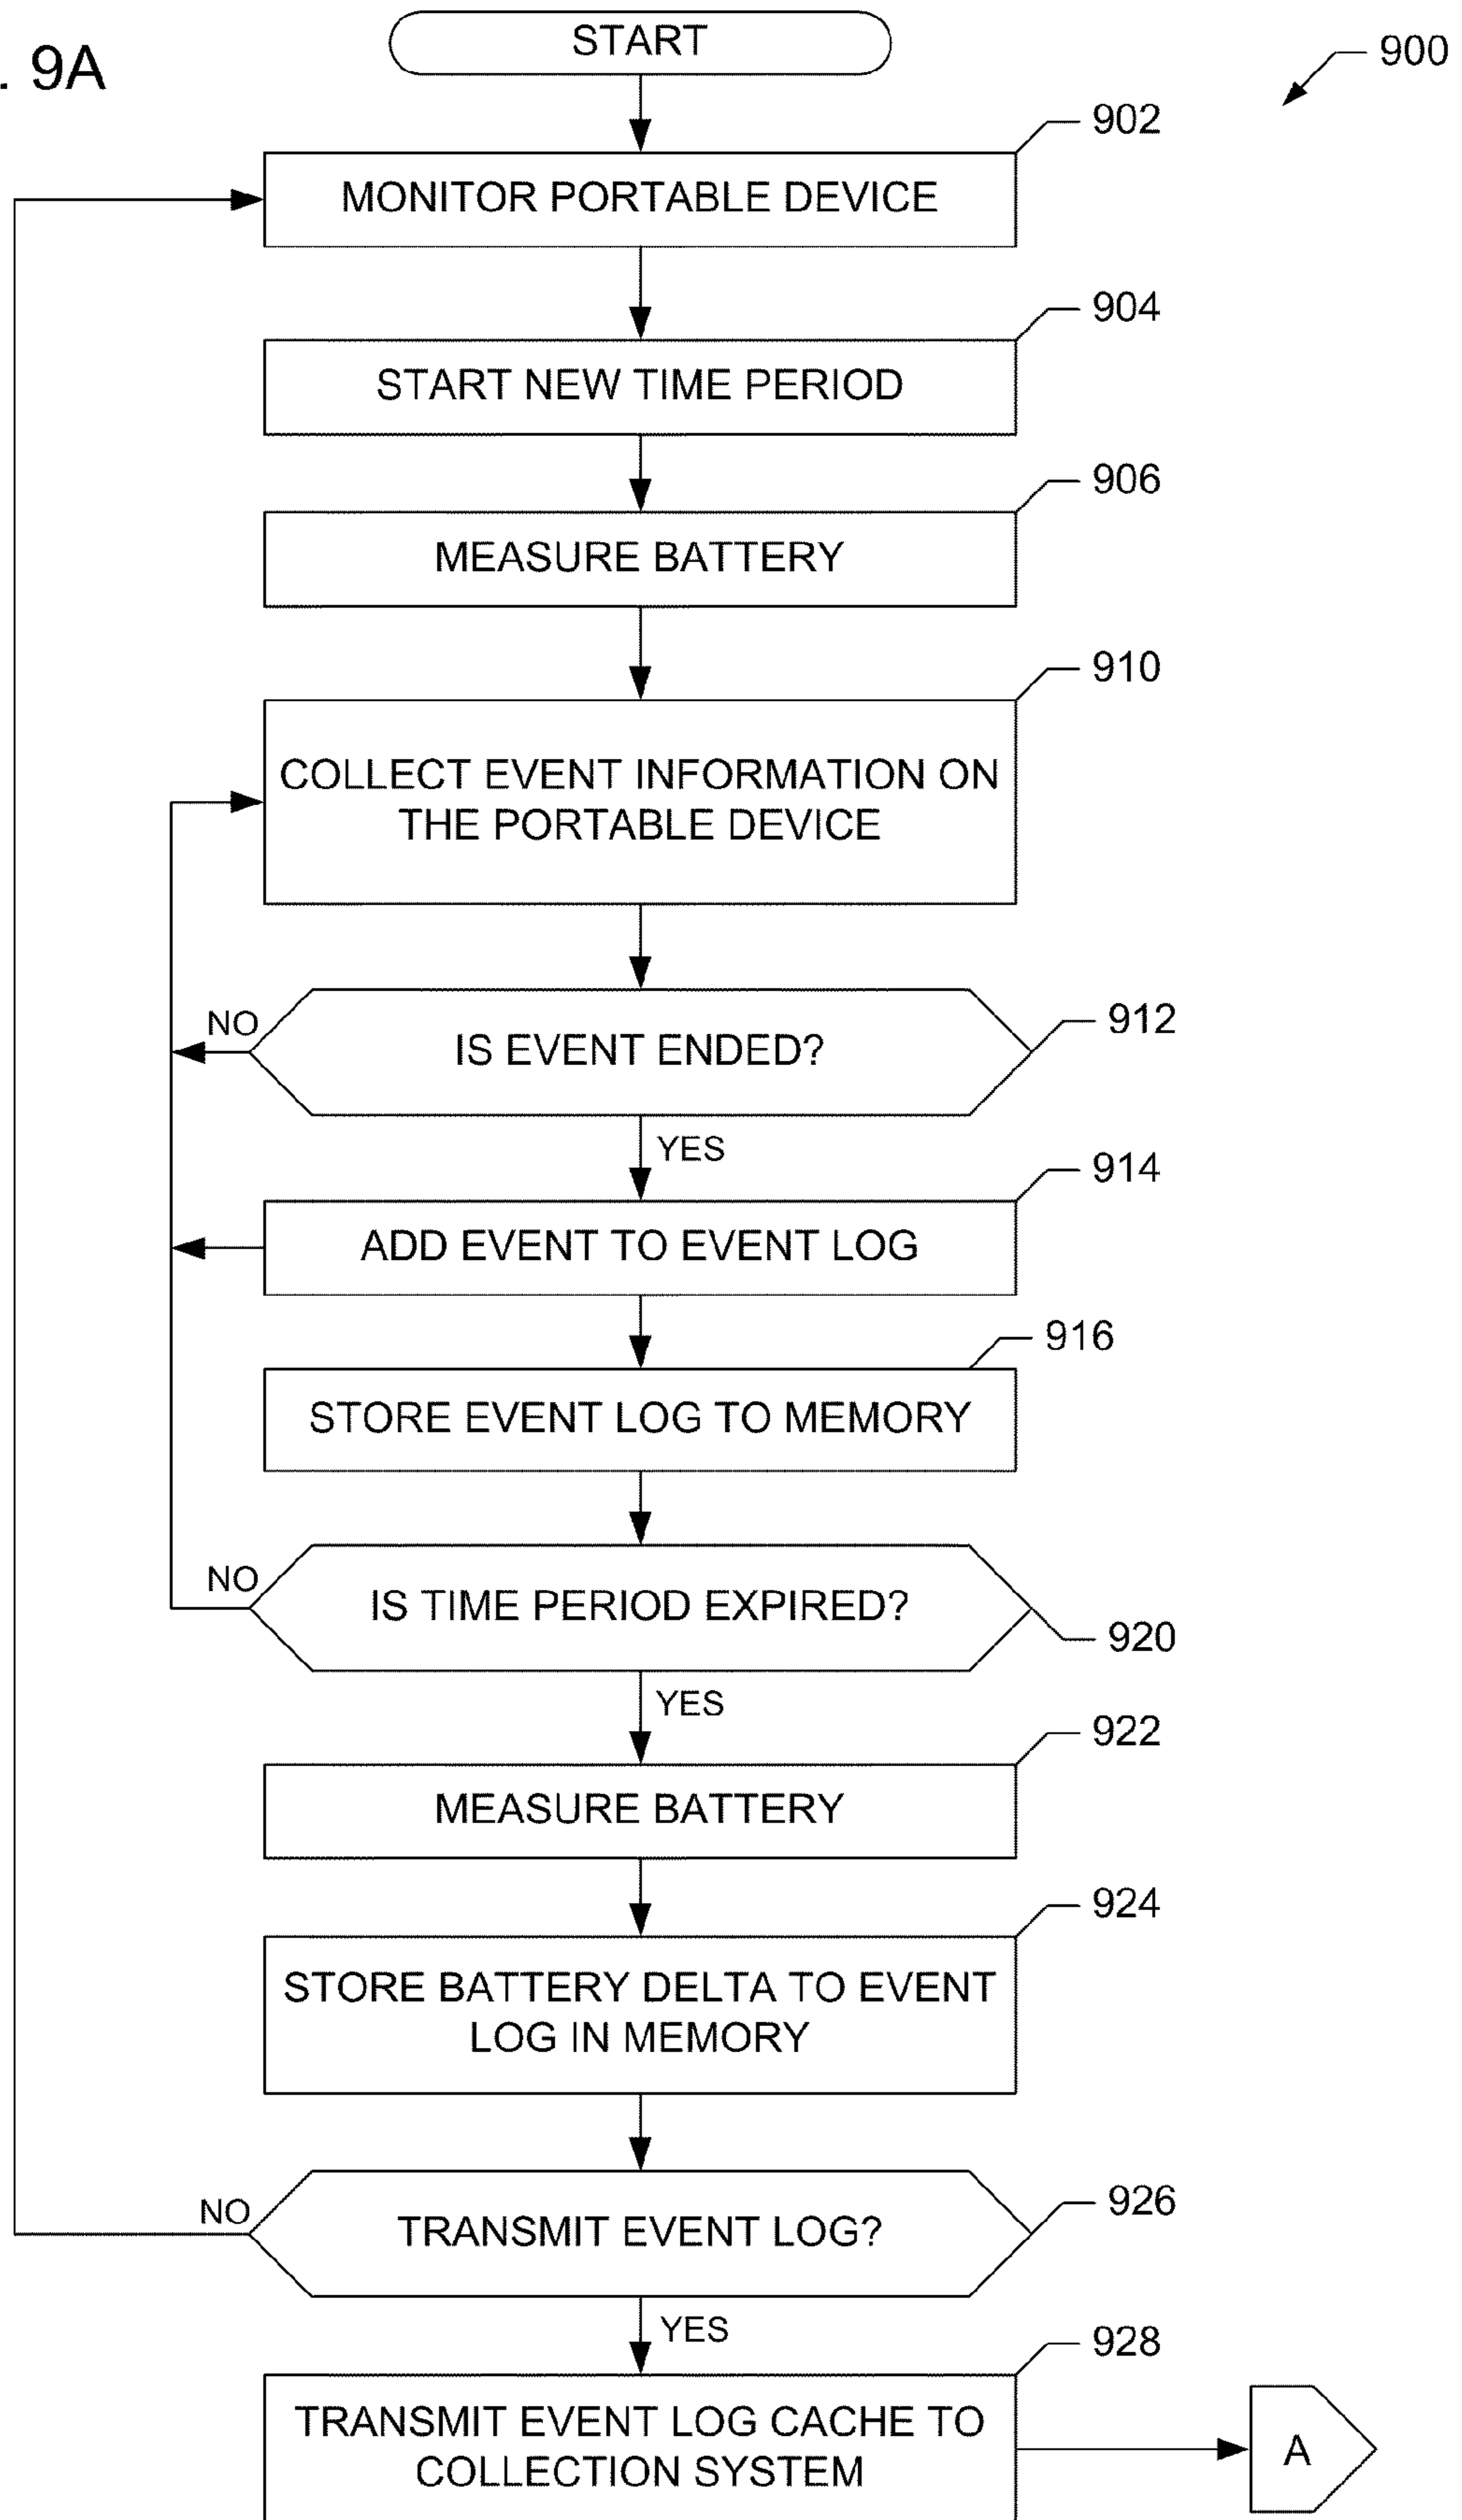 . 9A
START
900
902
MONITOR PORTABLE DEVICE
904
START NEW TIME PERIOD
906
MEASURE BATTERY
910
COLLECT EVENT INFORMATION ON
THE PORTABLE DEVICE
NO
IS EVENT ENDED?
912
YES
914
ADD EVENT TO EVENT LOG
916
STORE EVENT LOG TO MEMORY
NO
IS TIME PERIOD EXPIRED?
920
YES
922
MEASURE BATTERY
924
STORE BATTERY DELTA TO EVENT
LOG IN MEMORY
NO
TRANSMIT EVENT LOG?
926
YES
928
TRANSMIT EVENT LOG CACHE TO
COLLECTION SYSTEM
A